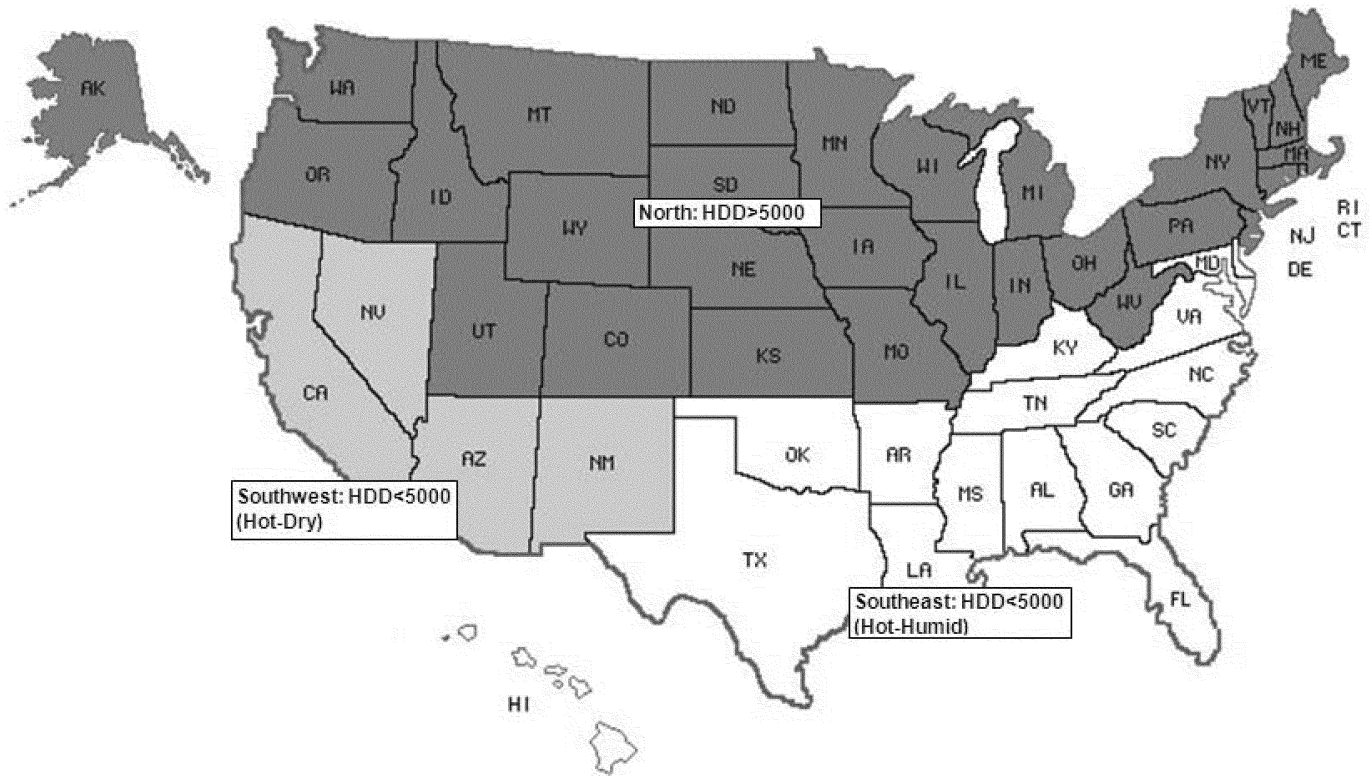 AK
WA
MT
ND
MN
ME
VT
NH
OR
ID
SD
WI
MI
NY
MA
R
North: HDD>5000
RI
CT
WY
IA
PA
NJ
NE
IL
IN
OH
MD
DE
NV
UT
CO
KS
MO
WV
VA
KY
CA
NC
TN
AZ
NM
OK
AR
SC
MS
AL
GA
Southwest: HDD<5000
(Hot-Dry)
TX
LA
Southeast: HDD<5000
(Hot-Humid)
FL
HI